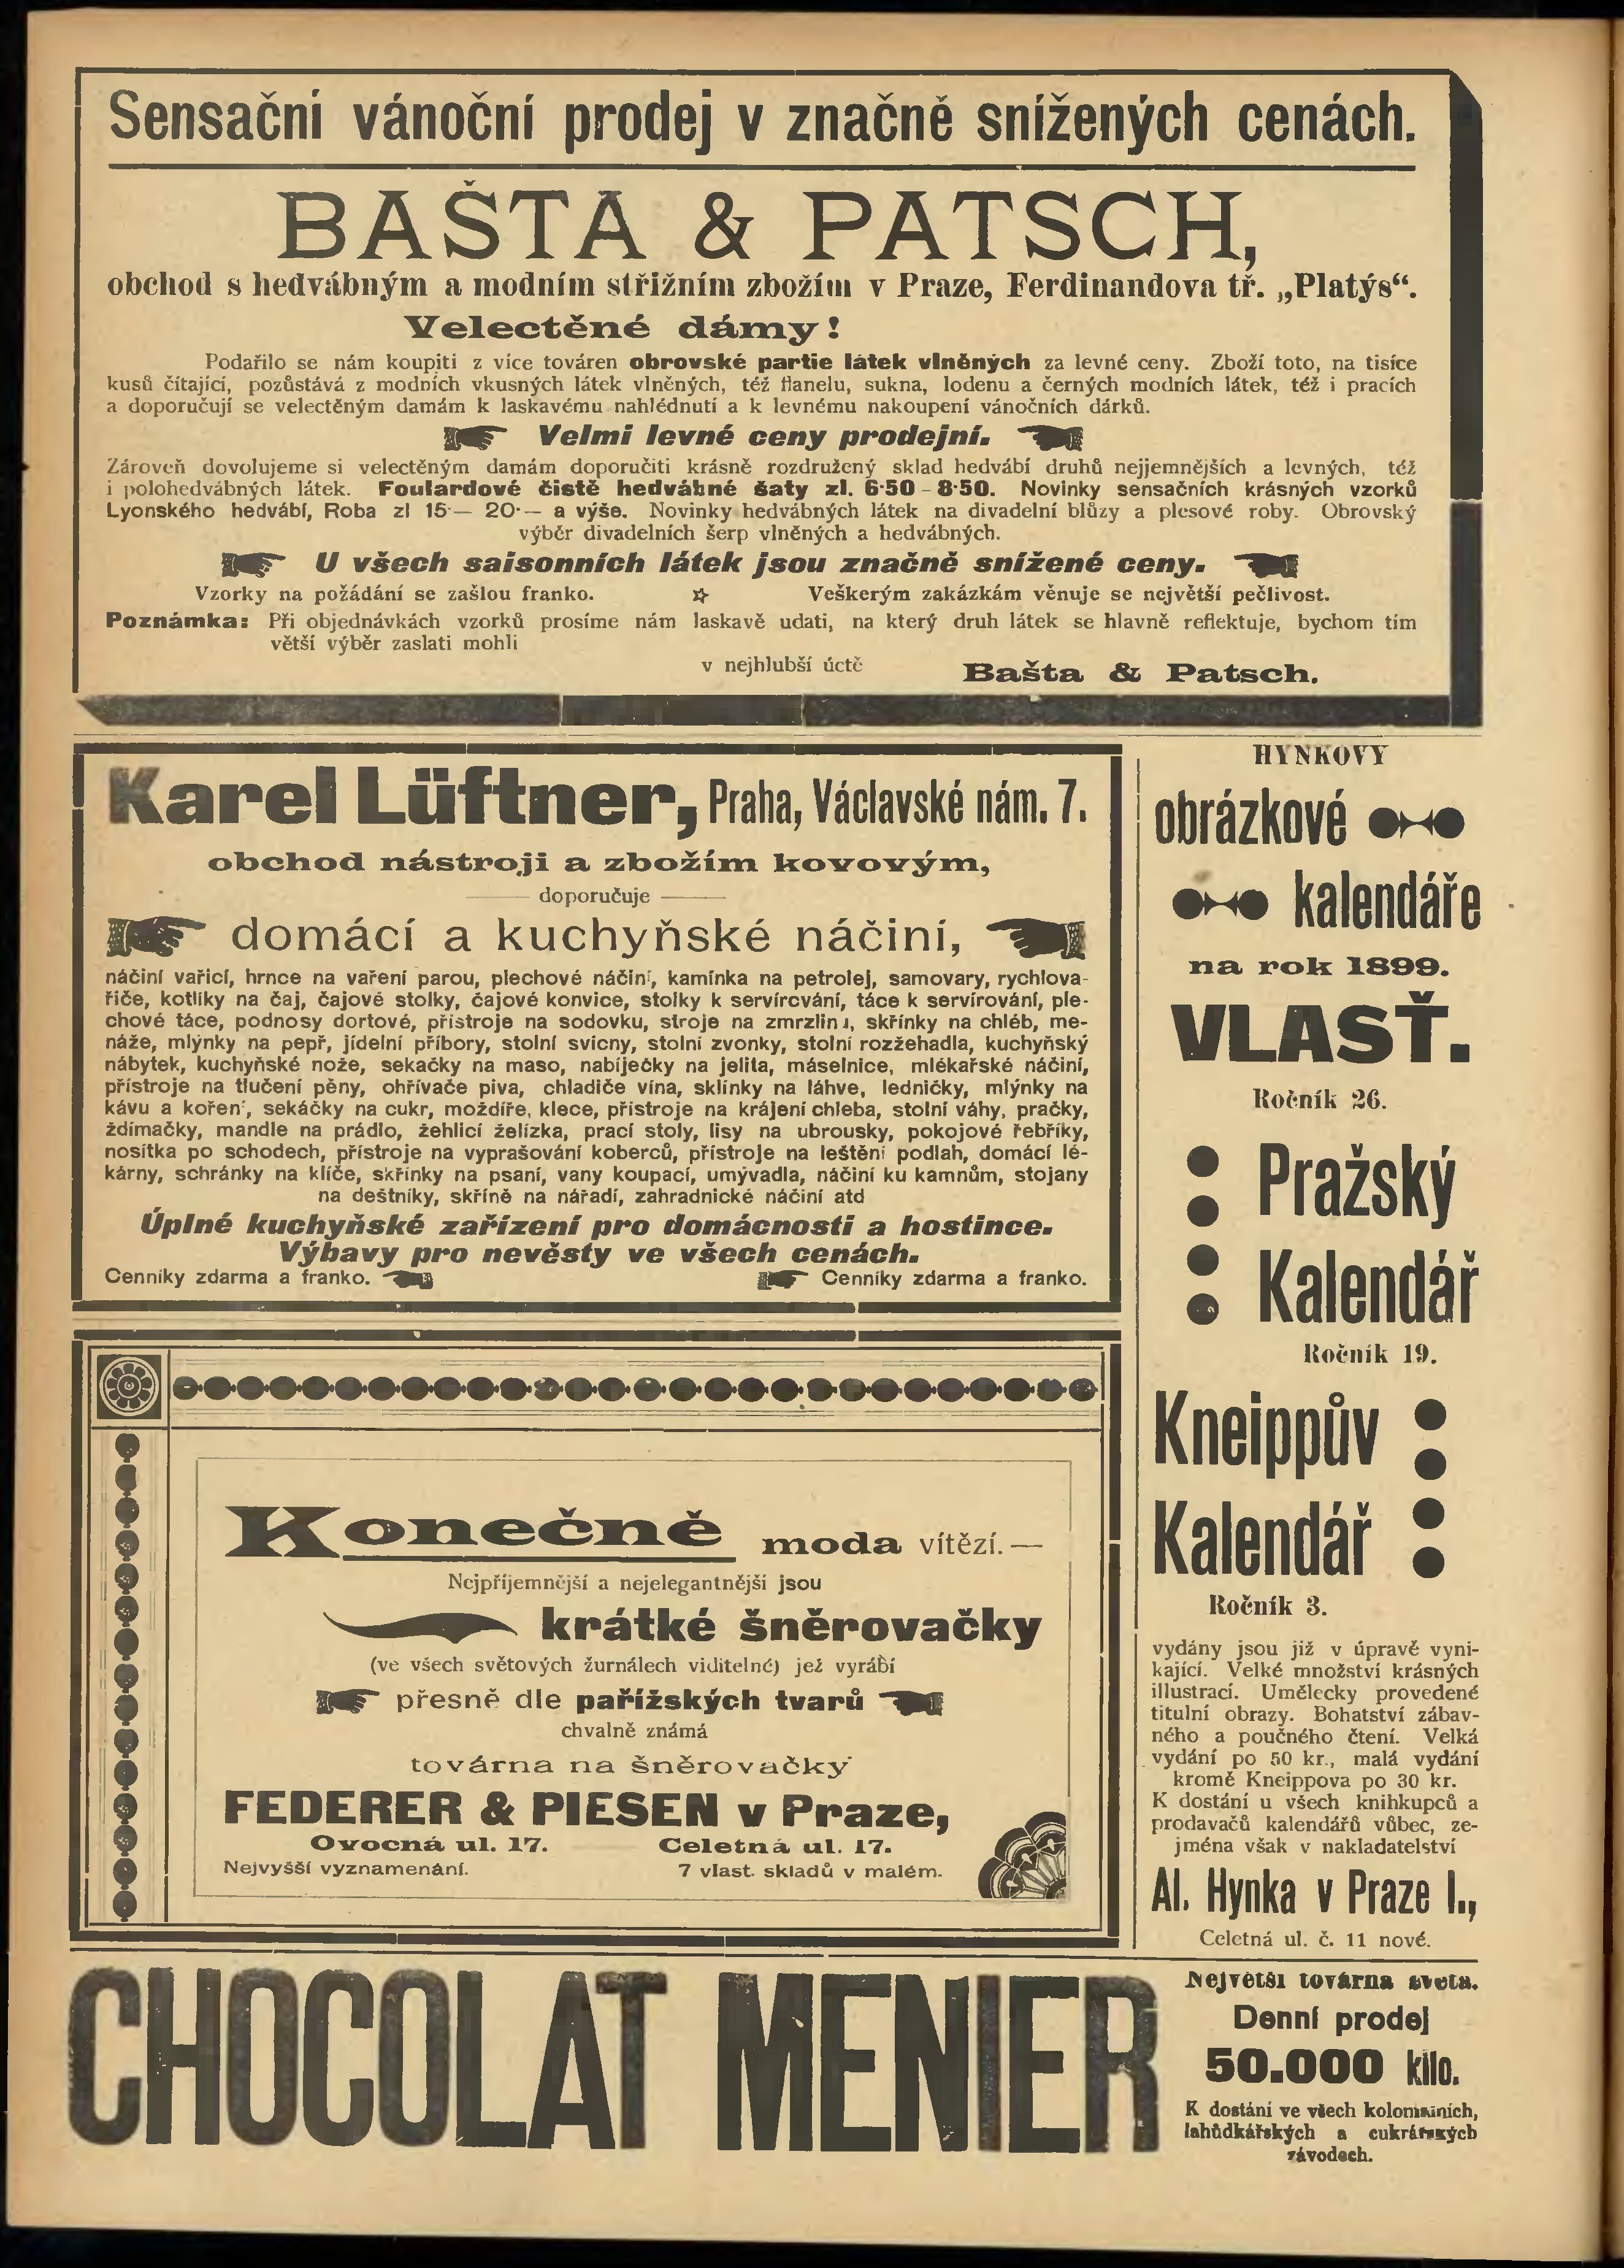 Sensační vánoční prodej v značně snížených cenách.
BAŠTA & PATSCH,
obchod s hedvábným a modním střižním zbožím v Praze, Ferdinandova tř. „Platýs“.
Velectěné dámy!
Podařilo se nám koupiti z více továren obrovské partie látek vlněných za levné ceny. Zboží toto, na tisíce
kusů čítající, pozůstává z modních vkusných látek vlněných, též flanelu, sukna, lodenu a černých modních látek, též i pracích
a doporučují se velectěným damám k laskavému nahlédnutí a k levnému nakoupení vánočních dárků.
Velmi levné ceny prodejní.
Zároveň dovolujeme si velectěným damám doporučiti krásně rozdružený sklad hedvábí druhů nejjemnějších a levných, též
i polohedvábných látek. Foulardové čistě hedvábné šaty zl. 6·50 - 8·50. Novinky sensačních krásných vzorků
Lyonského hedvábí, Roba zl 15·— 20·— a výše. Novinky hedvábných látek na divadelní blůzy a plesové roby. Obrovský
výběr divadelních šerp vlněných a hedvábných.
U všech saisonních látek jsou značně snížené ceny.
Vzorky na požádání se zašlou franko. ☆ Veškerým zakázkám věnuje se největší pečlivost.
Poznámka: Při objednávkách vzorků prosíme nám laskavě udati, na který druh látek se hlavně reflektuje, bychom tím
větší výběr zaslati mohli
v nejhlubší úctě Bašta & Patsch.
Karel Lüftner, Praha, Václavské nám. 7.
obchod nástroji a zbožím kovovým,
doporučuje
domácí a kuchyňské náčiní,
náčiní vařicí, hrnce na vaření parou, plechové náčiní, kamínka na petrolej, samovary, rychlova-
řiče, kotlíky na čaj, čajové stolky, čajové konvice, stolky k servírování, táce k servírování, ple-
chové táce, podnosy dortové, přístroje na sodovku, stroje na zmrzlinu, skřínky na chléb, me-
náže, mlýnky na pepř, jídelní příbory, stolní svícny, stolní zvonky, stolní rozžehadla, kuchyňský
nábytek, kuchyňské nože, sekačky na maso, nabíječky na jelita, máselnice, mlékařské náčiní,
přístroje na tlučení pěny, ohřívače piva, chladiče vína, sklínky na láhve, ledničky, mlýnky na
kávu a koření, sekáčky na cukr, moždíře, klece, přístroje na krájení chleba, stolní váhy, pračky,
ždímačky, mandle na prádlo, žehlicí želízka, prací stoly, lisy na ubrousky, pokojové řebříky,
nosítka po schodech, přístroje na vyprašování koberců, přístroje na leštění podlah, domácí lé-
kárny, schránky na klíče, skřínky na psaní, vany koupací, umývadla, náčiní ku kamnům, stojany
na deštníky, skříně na nářadí, zahradnické náčiní atd
Úplné kuchyňské zařízení pro domácnosti a hostince.
Výbavy pro nevěsty ve všech cenách.
Cenníky zdarma a franko. Cenníky zdarma a franko.
Konečně moda vítězí. —
Nejpříjemnější a nejelegantnější jsou
krátké šněrovačky
(ve všech světových žurnálech viditelné) jež vyrábí
přesně dle pařížských tvarů
chvalně známá
továrna na šněrovačky
FEDERER & PIESEN v Praze,
Ovocná ul. 17. Celetná ul. 17.
Nejvyšší vyznamenání. 7 vlast. skladů v malém.
HYNKOVY
obrázkové
kalendáře
na rok 1899.
VLASŤ.
Ročník 26.
Pražský
Kalendář
Ročník 19.
Kneippův
Kalendář
Ročník 3.
vydány jsou již v úpravě vyni-
kající. Velké množství krásných
illustrací. Umělecky provedené
titulní obrazy. Bohatství zábav-
ného a poučného čtení. Velká
vydání po 50 kr., malá vydání
kromě Kneippova po 30 kr.
K dostání u všech knihkupců a
prodavačů kalendářů vůbec, ze-
jména však v nakladatelství
Al. Hynka v Praze I.,
Celetná ul. č. 11 nové.
CHOCOLAT MENIER
Největší továrna světa.
Denní prodej
50.000 kilo.
K dostání ve všech kolonialních,
lahůdkářských a cukrářských
závodech.